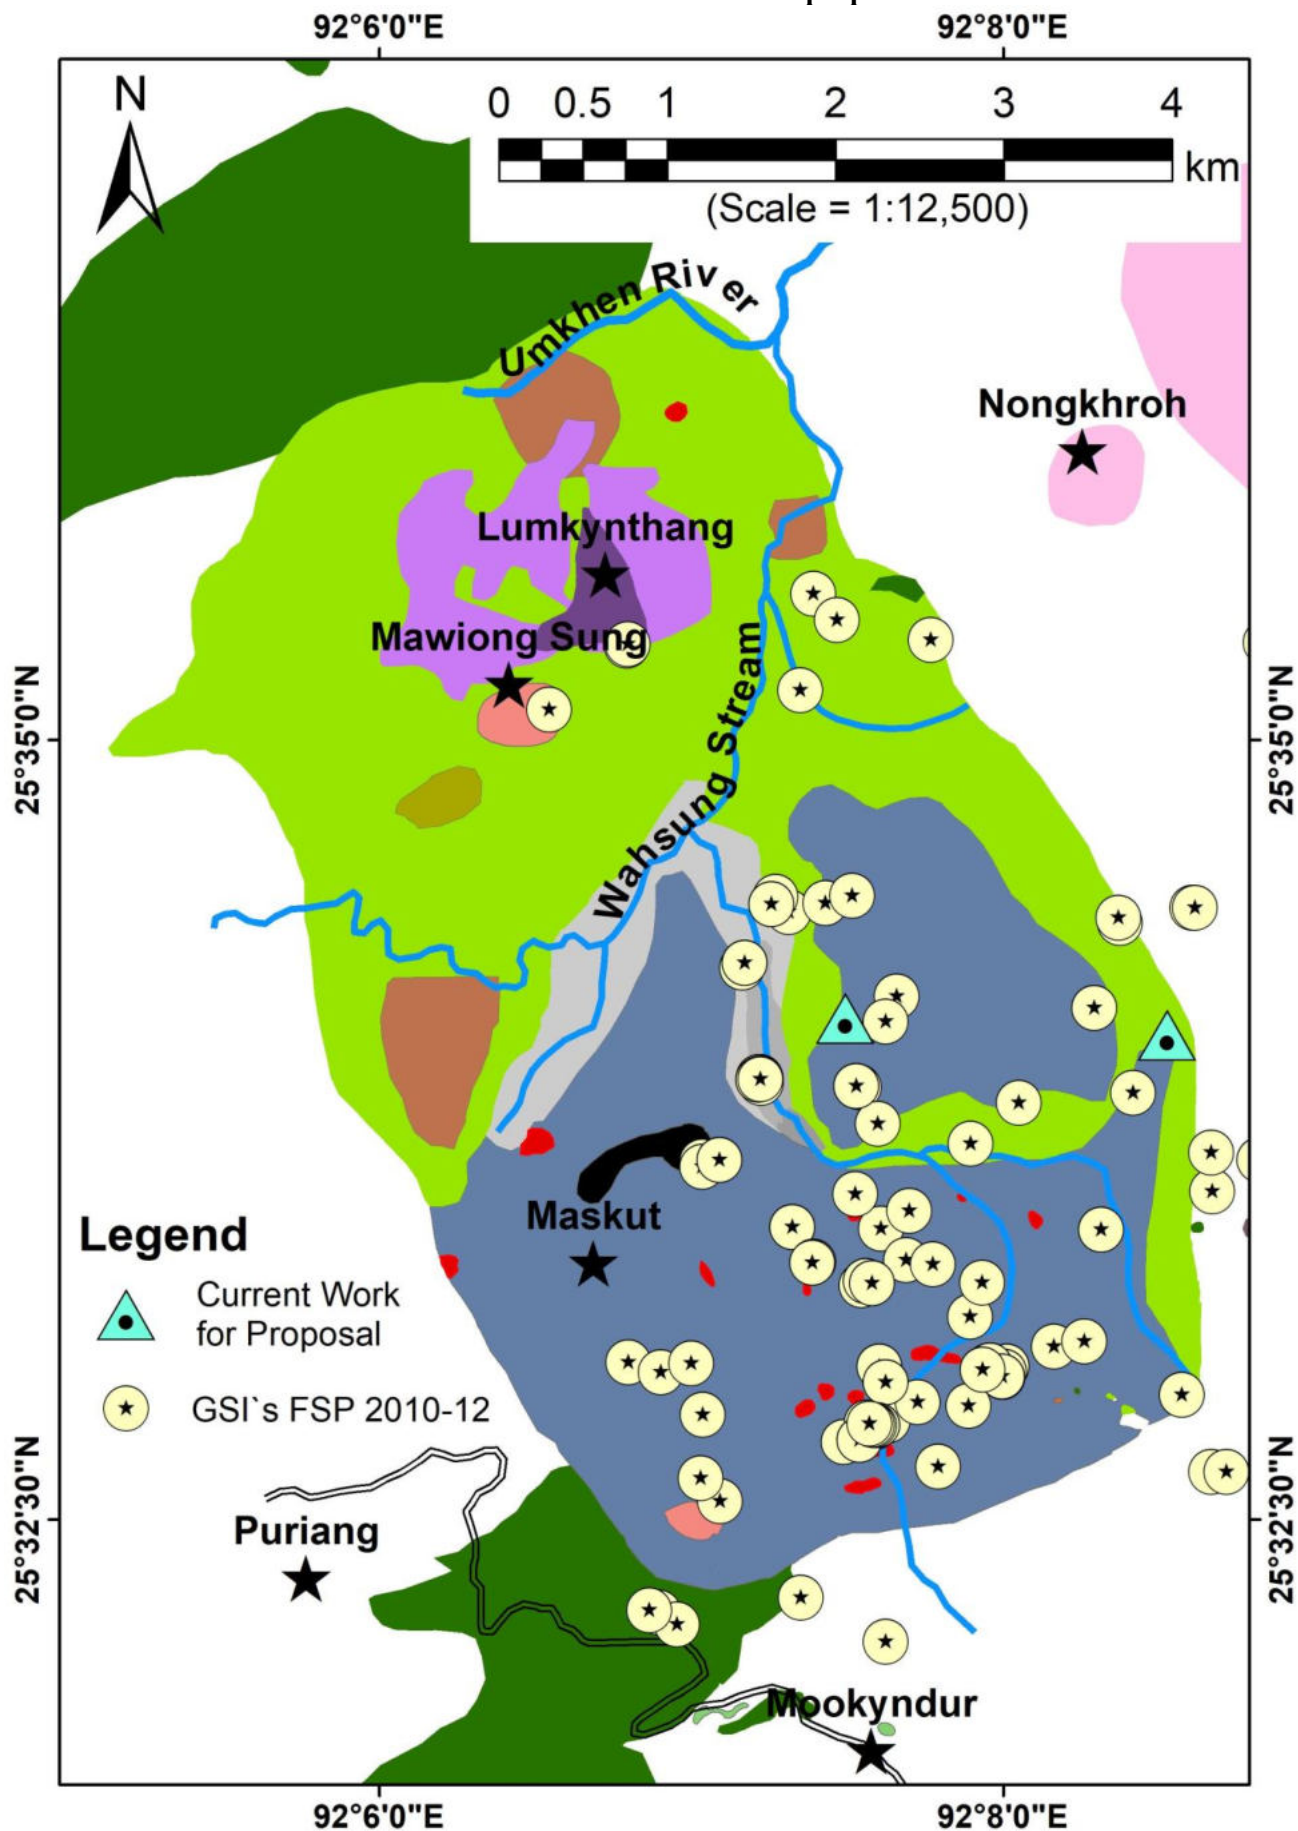 92°6'0"E
92°8'0"E
N
0 0.5 1 2 3 4
km
(Scale = 1:12,500)
Umkhen River
Nongkhroh
Lumkynthang
Mawiong Sung
25°35'0"N
25°35'0"N
Wahsung Stream
Maskut
Legend
Current Work
for Proposal
GSI`s FSP 2010-12
25°32'30"N
25°32'30"N
Puriang
Mookyndur
92°6'0"E
92°8'0"E